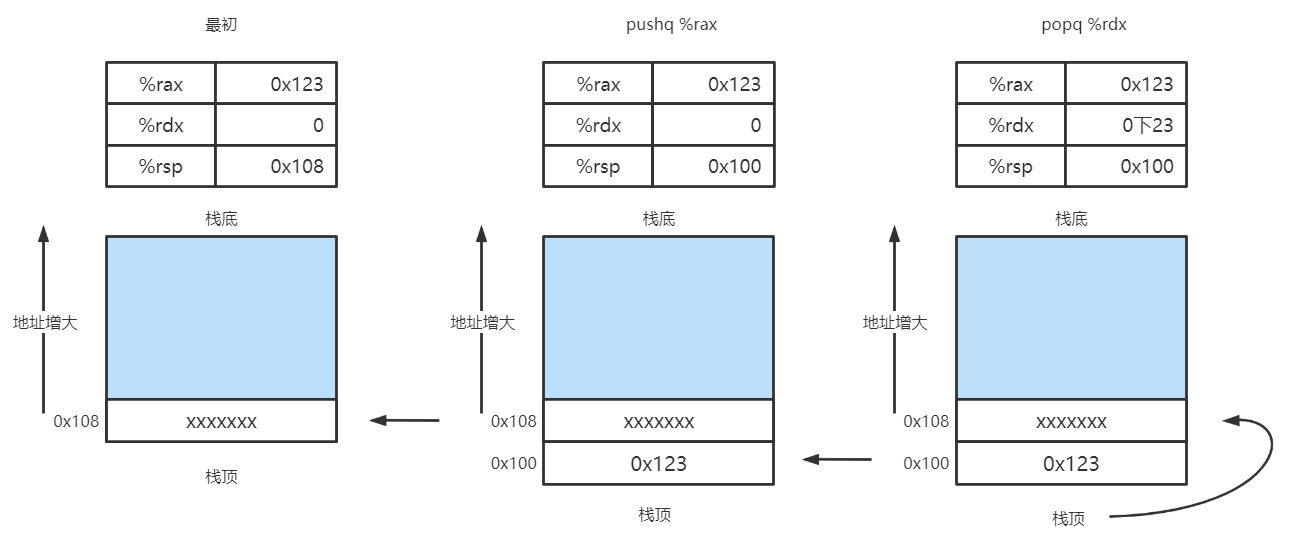 最初
pushq %rax
popq %rdx
%rax 0x123
%rdx 0
%rsp 0x108
%rax 0x123
%rdx 0
%rsp 0x100
%rax 0x123
%rdx 0下23
%rsp 0x100
栈底
栈底
栈底
地址增大
地址增大
地址增大
0x108 xxxxxxx
0x108 xxxxxxx
0x108 xxxxxxx
0x100 0x123
0x100 0x123
栈顶
栈顶
栈顶